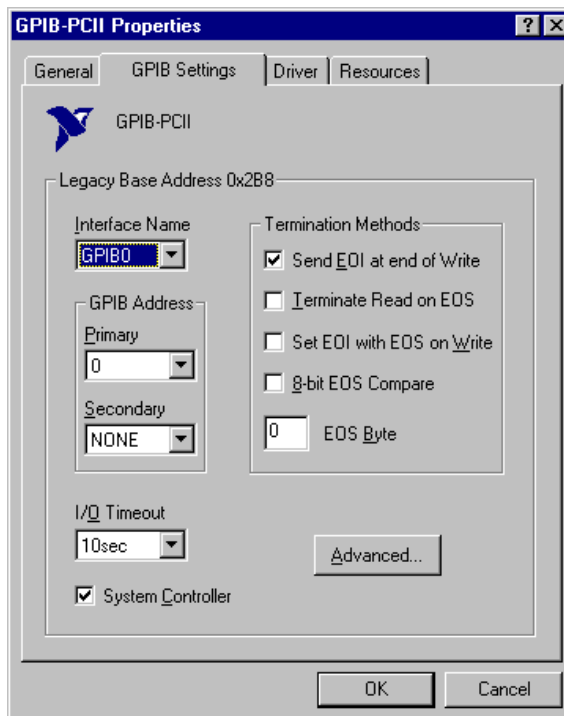 GPIB-PCII Properties
General
GPIB Settings
Driver
Resources
GPIB-PCII
Legacy Base Address 0x2B8
Interface Name
GPIB0
GPIB Address
Primary
0
Secondary
NONE
Termination Methods
Send EOI at end of Write
Terminate Read on EOS
Set EOI with EOS on Write
8-bit EOS Compare
0 EOS Byte
I/O Timeout
10sec
Advanced...
System Controller
OK
Cancel